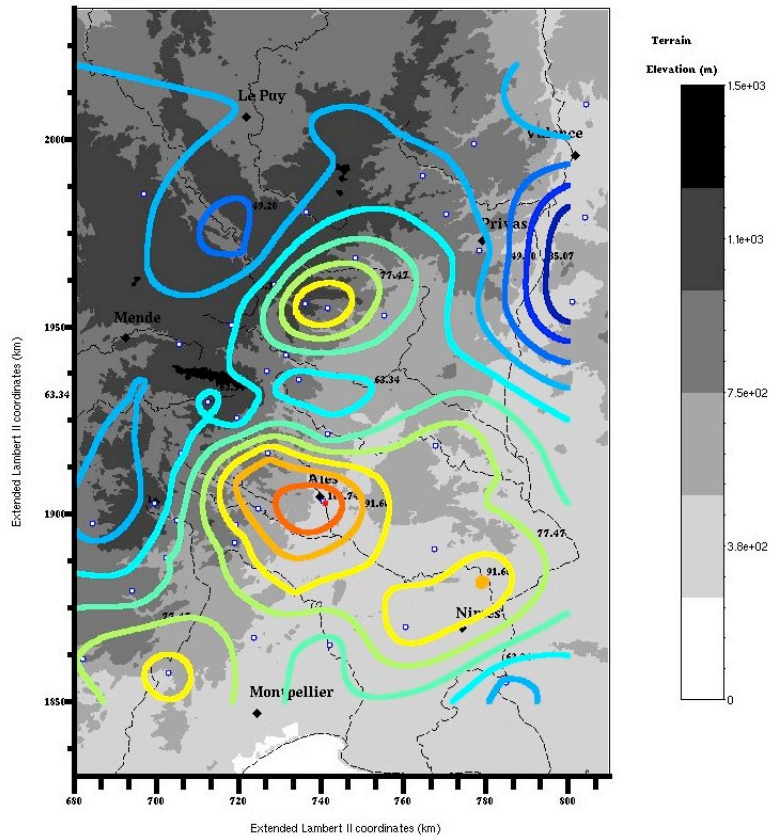 Terrain
Elevation (m)
1.5e+03
1.1e+03
7.5e+02
3.8e+02
0
Le Puy
2000
Valence
49.20
Privas
49.20
35.07
77.47
1950
Mende
63.34
63.34
Ales
91.60
1900
77.47
91.60
Nimes
77.47
1850
Montpellier
680
700
720
740
760
780
800
Extended Lambert II coordinates (km)
Extended Lambert II coordinates (km)